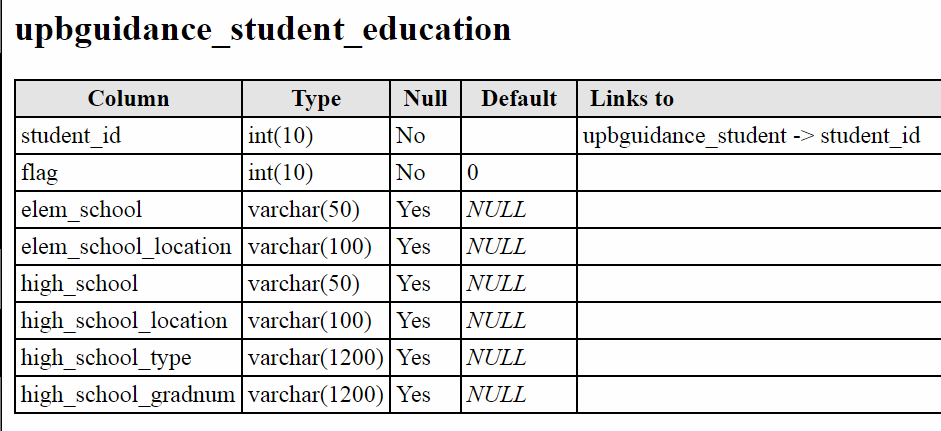 upbguidance_student_education
Column Type Null Default Links to
student_id int(10) No upbguidance_student -> student_id
flag int(10) No 0
elem_school varchar(50) Yes NULL
elem_school_location varchar(100) Yes NULL
high_school varchar(50) Yes NULL
high_school_location varchar(100) Yes NULL
high_school_type varchar(1200) Yes NULL
high_school_gradnum varchar(1200) Yes NULL